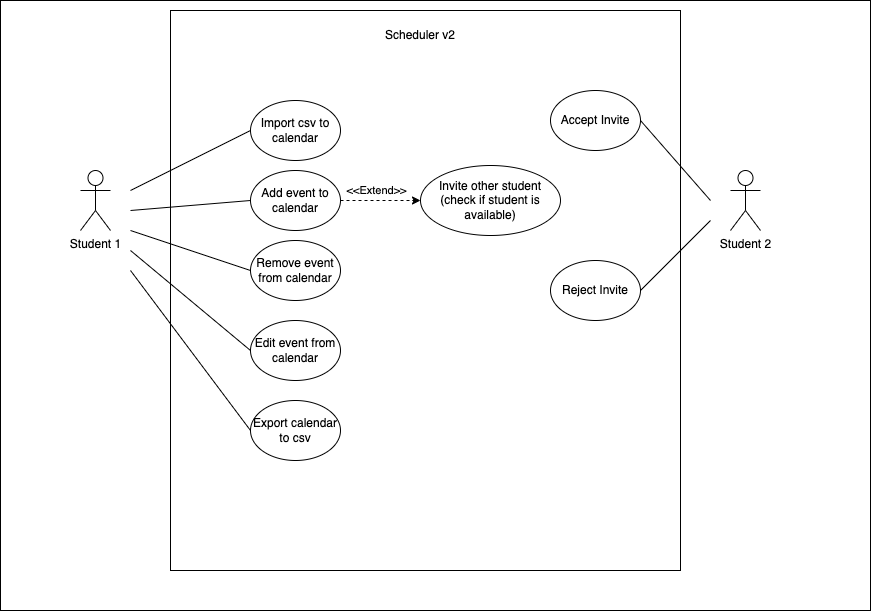 Scheduler v2
Import csv to
calendar
Accept Invite
Add event to
calendar
<<Extend>>
Invite other student
(check if student is
available)
Student 1
Student 2
Remove event
from calendar
Reject Invite
Edit event from
calendar
Export calendar
to csv